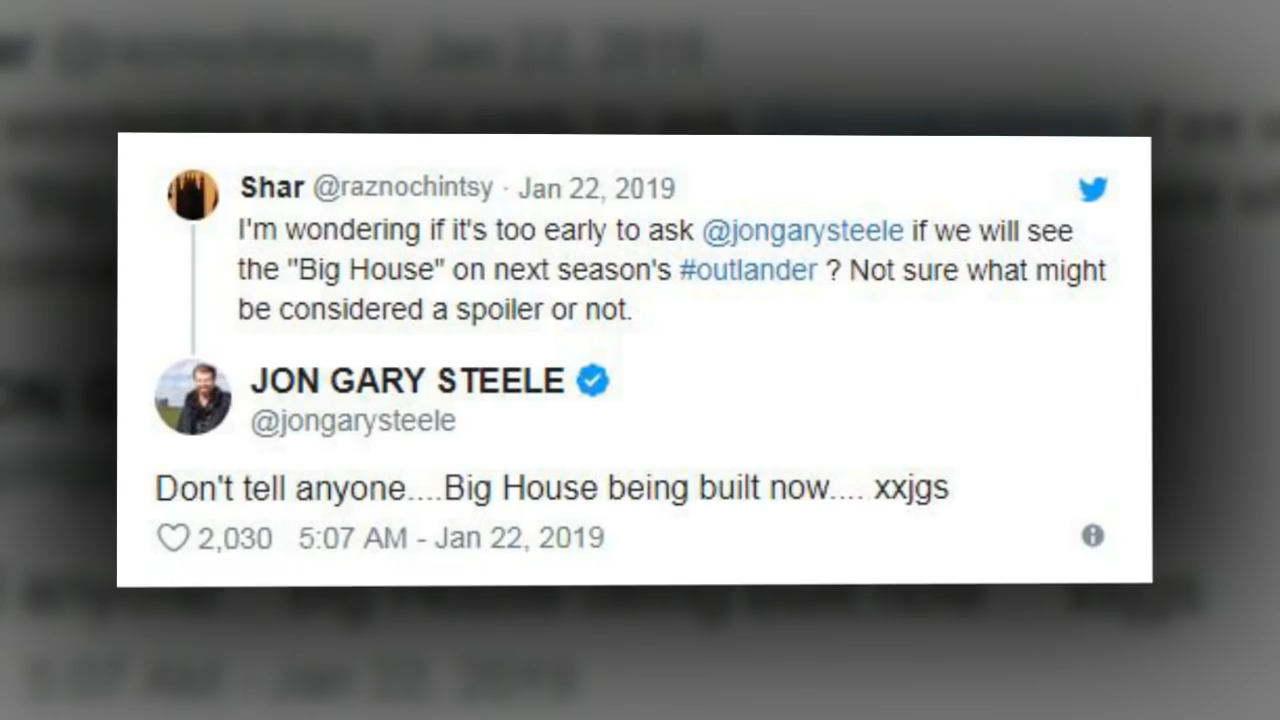 Shar @raznochintsy · Jan 22, 2019
I'm wondering if it's too early to ask @jongarysteele if we will see
the "Big House" on next season's #outlander ? Not sure what might
be considered a spoiler or not.
JON GARY STEELE
@jongarysteele
Don't tell anyone....Big House being built now.... xxjgs
2,030 5:07 AM - Jan 22, 2019